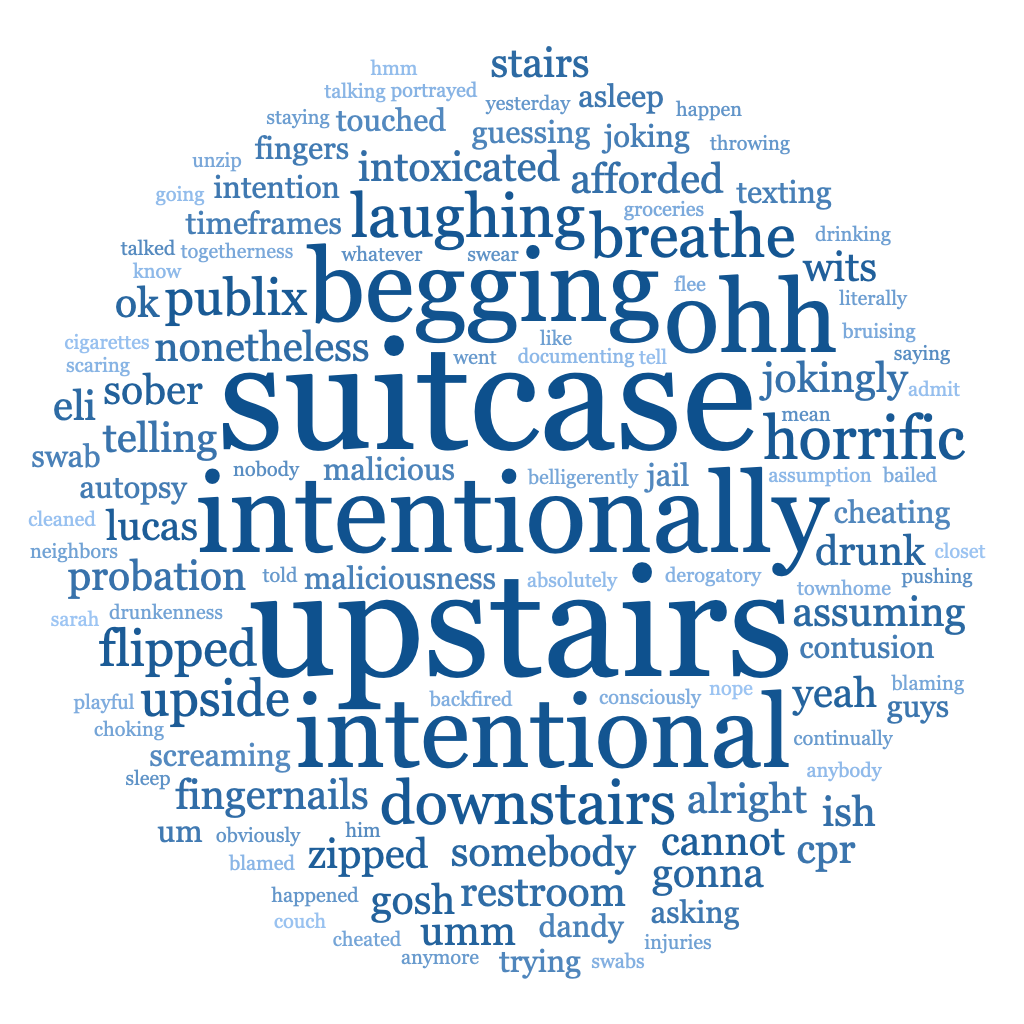 stairs
hmm
talking portrayed
yesterday asleep happen
staying touched guessing joking throwing
unzip fingers intoxicated afforded
going intention laughing groceries texting
timeframes breathe drinking
talked togetherness whatever swear wits
know begging flee literally
ok publix ohh bruising
cigarettes nonetheless like saying
scaring went documenting tell
eli sober suitcase jokingly admit
telling mean horrific
swab nobody malicious belligerently jail assumption bailed
autopsy intentionally cheating
cleaned lucas drunk closet
neighbors
probation told maliciousness absolutely derogatory pushing
townhome
sarah drunkenness upstairs assuming
flipped contusion
playful upside backfired consciously nope yeah blaming
choking intentional guys
screaming continually
sleep anybody
fingernails downstairs alright ish
um obviously him cannot
blamed zipped somebody cpr
happened gosh restroom gonna
couch asking
cheated umm dandy injuries
anymore trying swabs